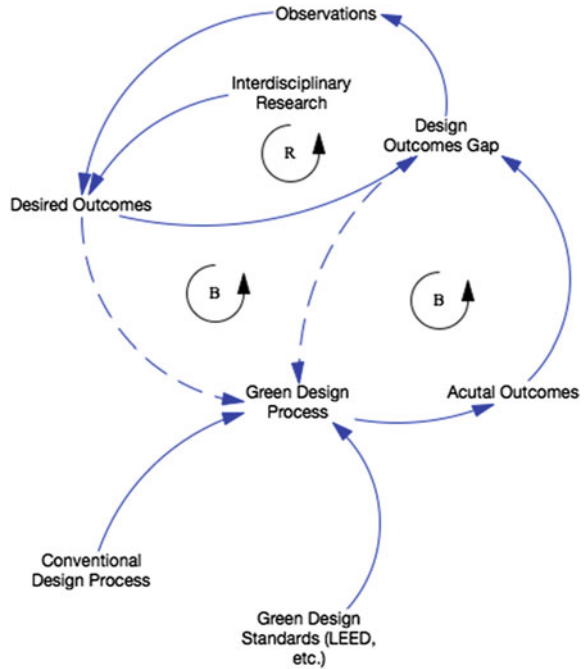 Observations
Interdisciplinary
Research
R
Design
Outcomes Gap
Desired Outcomes
B
B
Green Design
Process
Acutal Outcomes
Conventional
Design Process
Green Design
Standards (LEED,
etc.)